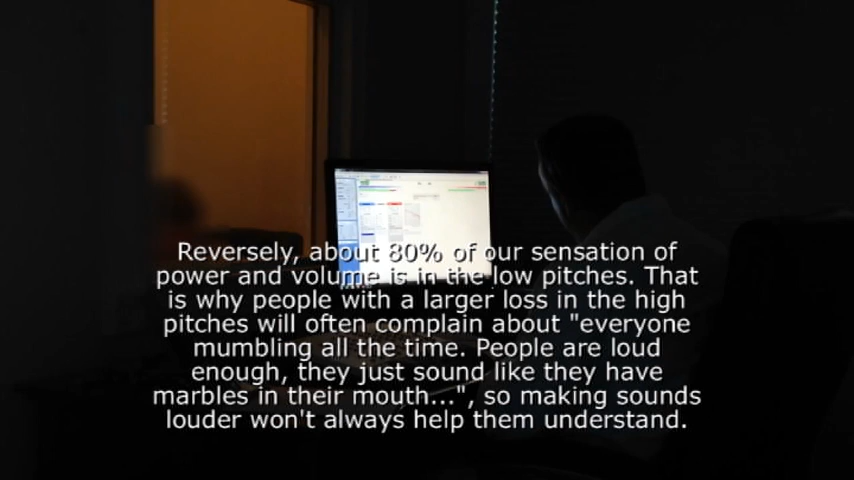 Reversely, about 80% of our sensation of
power and volume is in the low pitches. That
is why people with a larger loss in the high
pitches will often complain about "everyone
mumbling all the time. People are loud
enough, they just sound like they have
marbles in their mouth...", so making sounds
louder won't always help them understand.